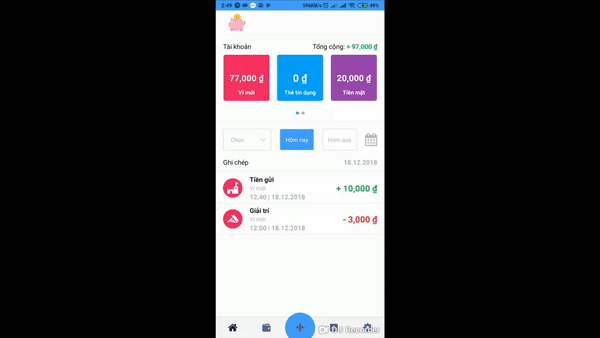 2:49
49%
Tài khoản
Tổng cộng: + 97,000 ₫
77,000 ₫
0 ₫
20,000 ₫
Ví mới
Thẻ tín dụng
Tiền mặt
Chọn
Hôm nay
Hôm qua
Ghi chép
18.12.2018
Tiền gửi
Ví mới
+ 10,000 ₫
12:40 | 18.12.2018
Giải trí
Ví mới
- 3,000 ₫
12:00 | 18.12.2018
Recorder